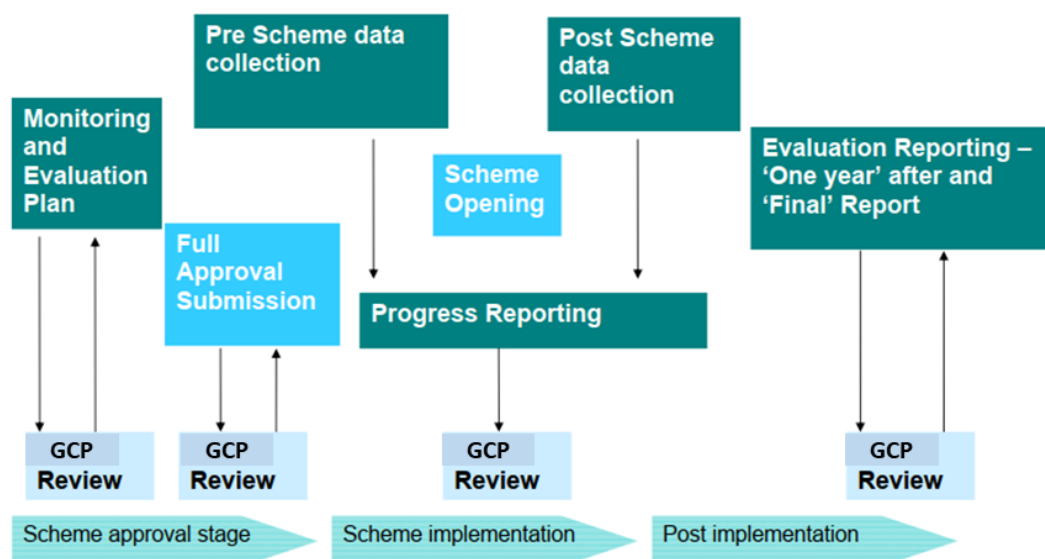 Pre Scheme data
collection
Post Scheme
data
collection
Monitoring
and
Evaluation
Plan
Evaluation Reporting –
‘One year’ after and
‘Final’ Report
Scheme
Opening
Full
Approval
Submission
Progress Reporting
GCP
Review
GCP
Review
GCP
Review
GCP
Review
Scheme approval stage
Scheme implementation
Post implementation